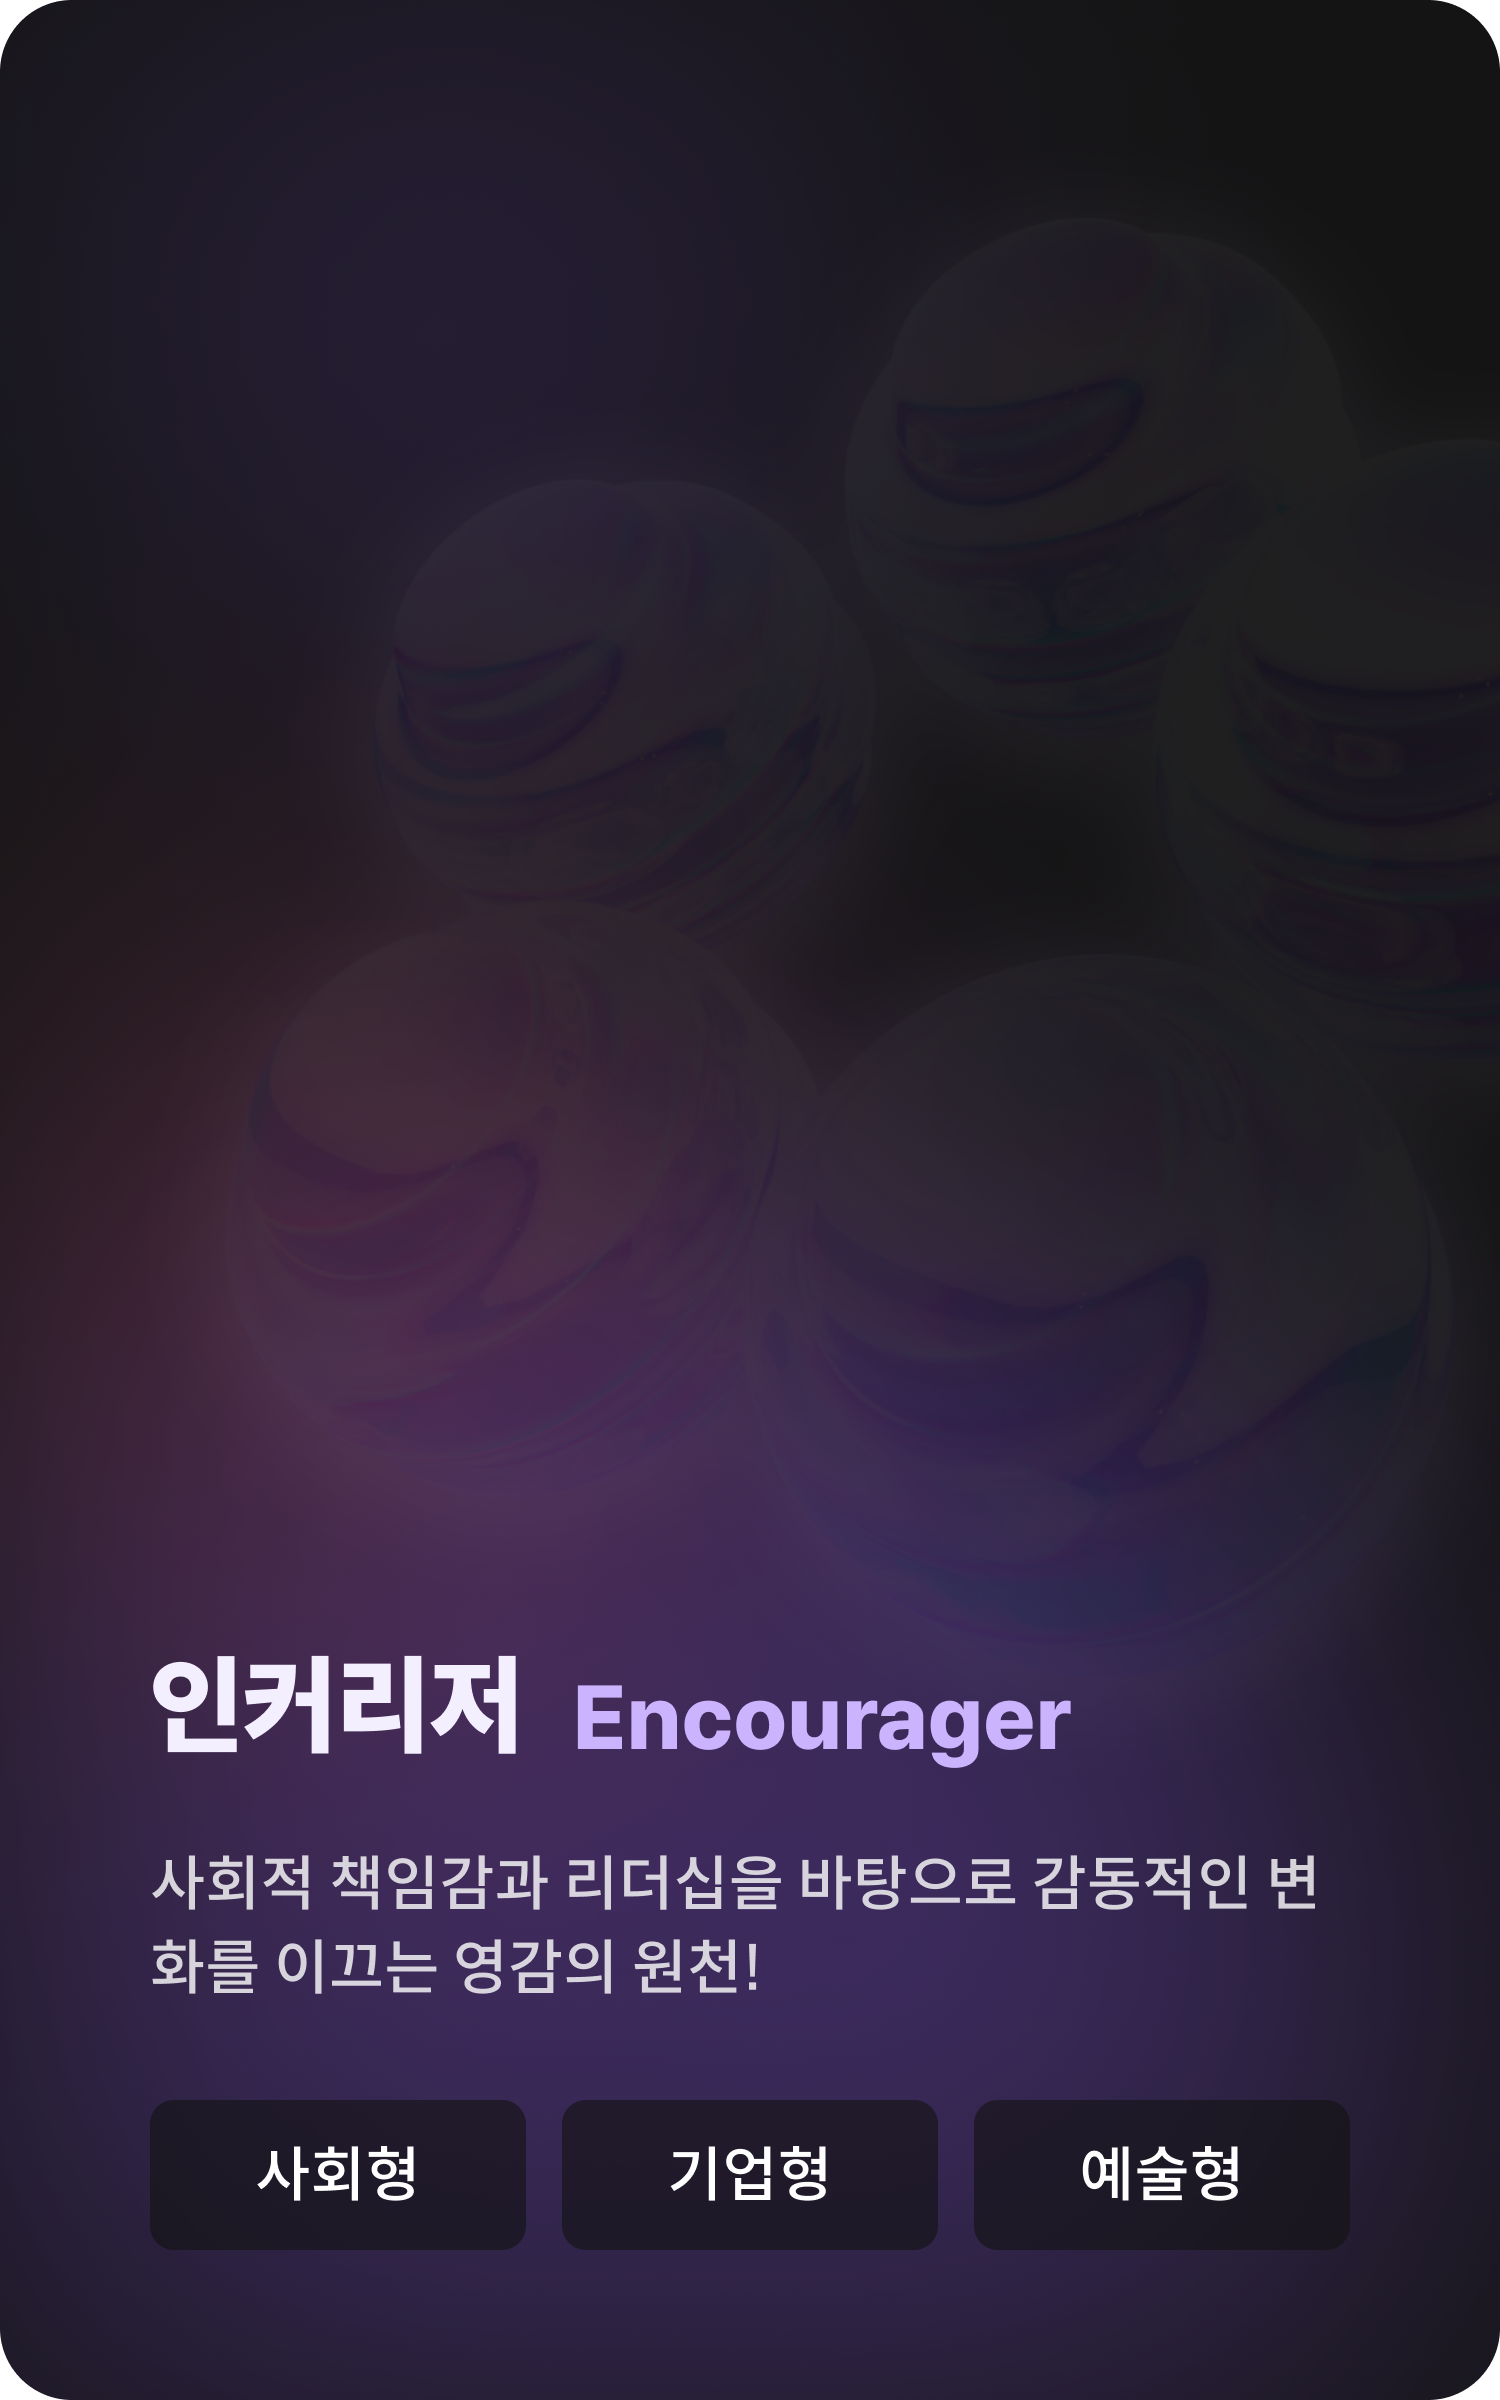 인커리저 Encourager
사회적 책임감과 리더십을 바탕으로 감동적인 변
화를 이끄는 영감의 원천!
사회형 기업형 예술형